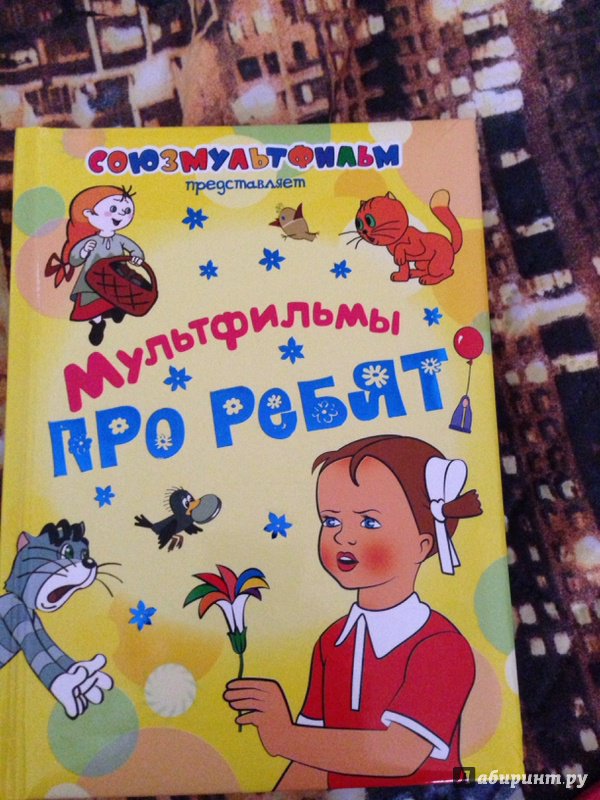 СОЮЗМУЛЬТФИЛЬМ
представляет
Мультфильмы
ПРО РЕБЯТ
Лабиринт.ру